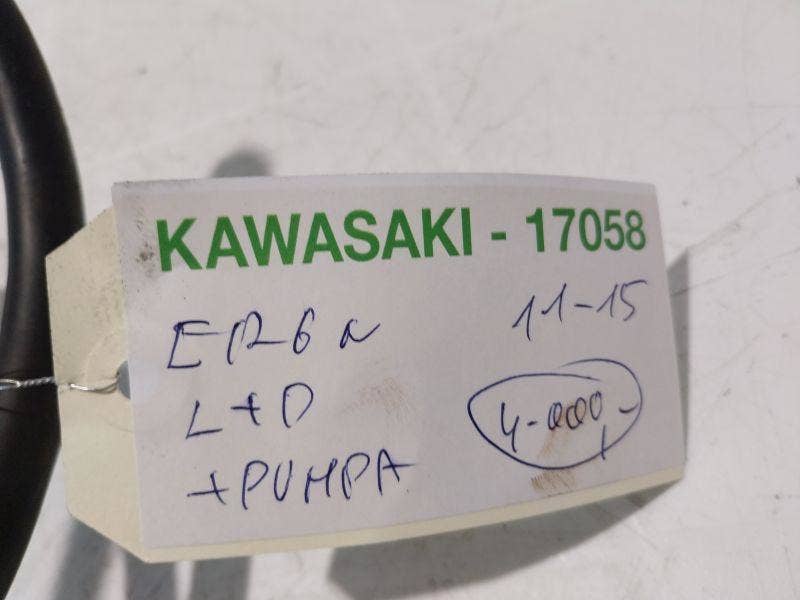 KAWASAKI - 17058
ER6n 11-15
L+D 4.000,-
+PUMPA